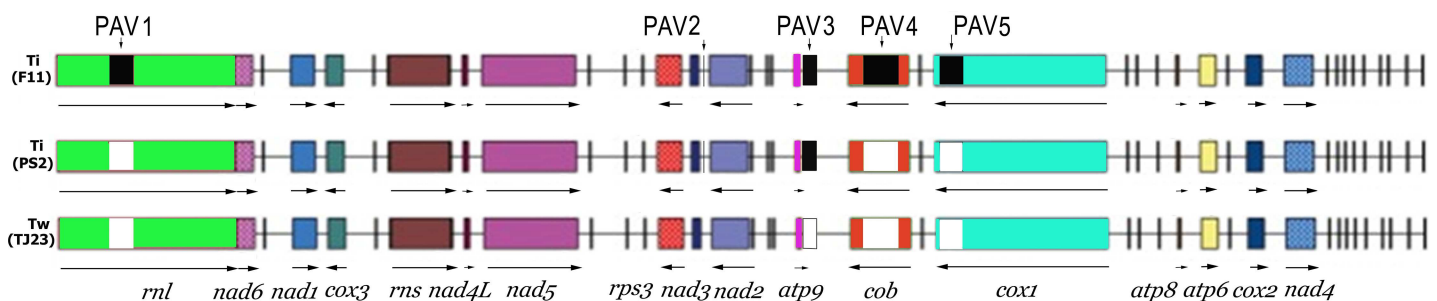 PAV1 PAV2 PAV3 PAV4 PAV5
Ti
(F11)
Ti
(PS2)
Tw
(TJ23)
rnl nad6 nad1 cox3 rns nad4L nad5 rps3 nad3 nad2 atp9 cob cox1 atp8 atp6 cox2 nad4